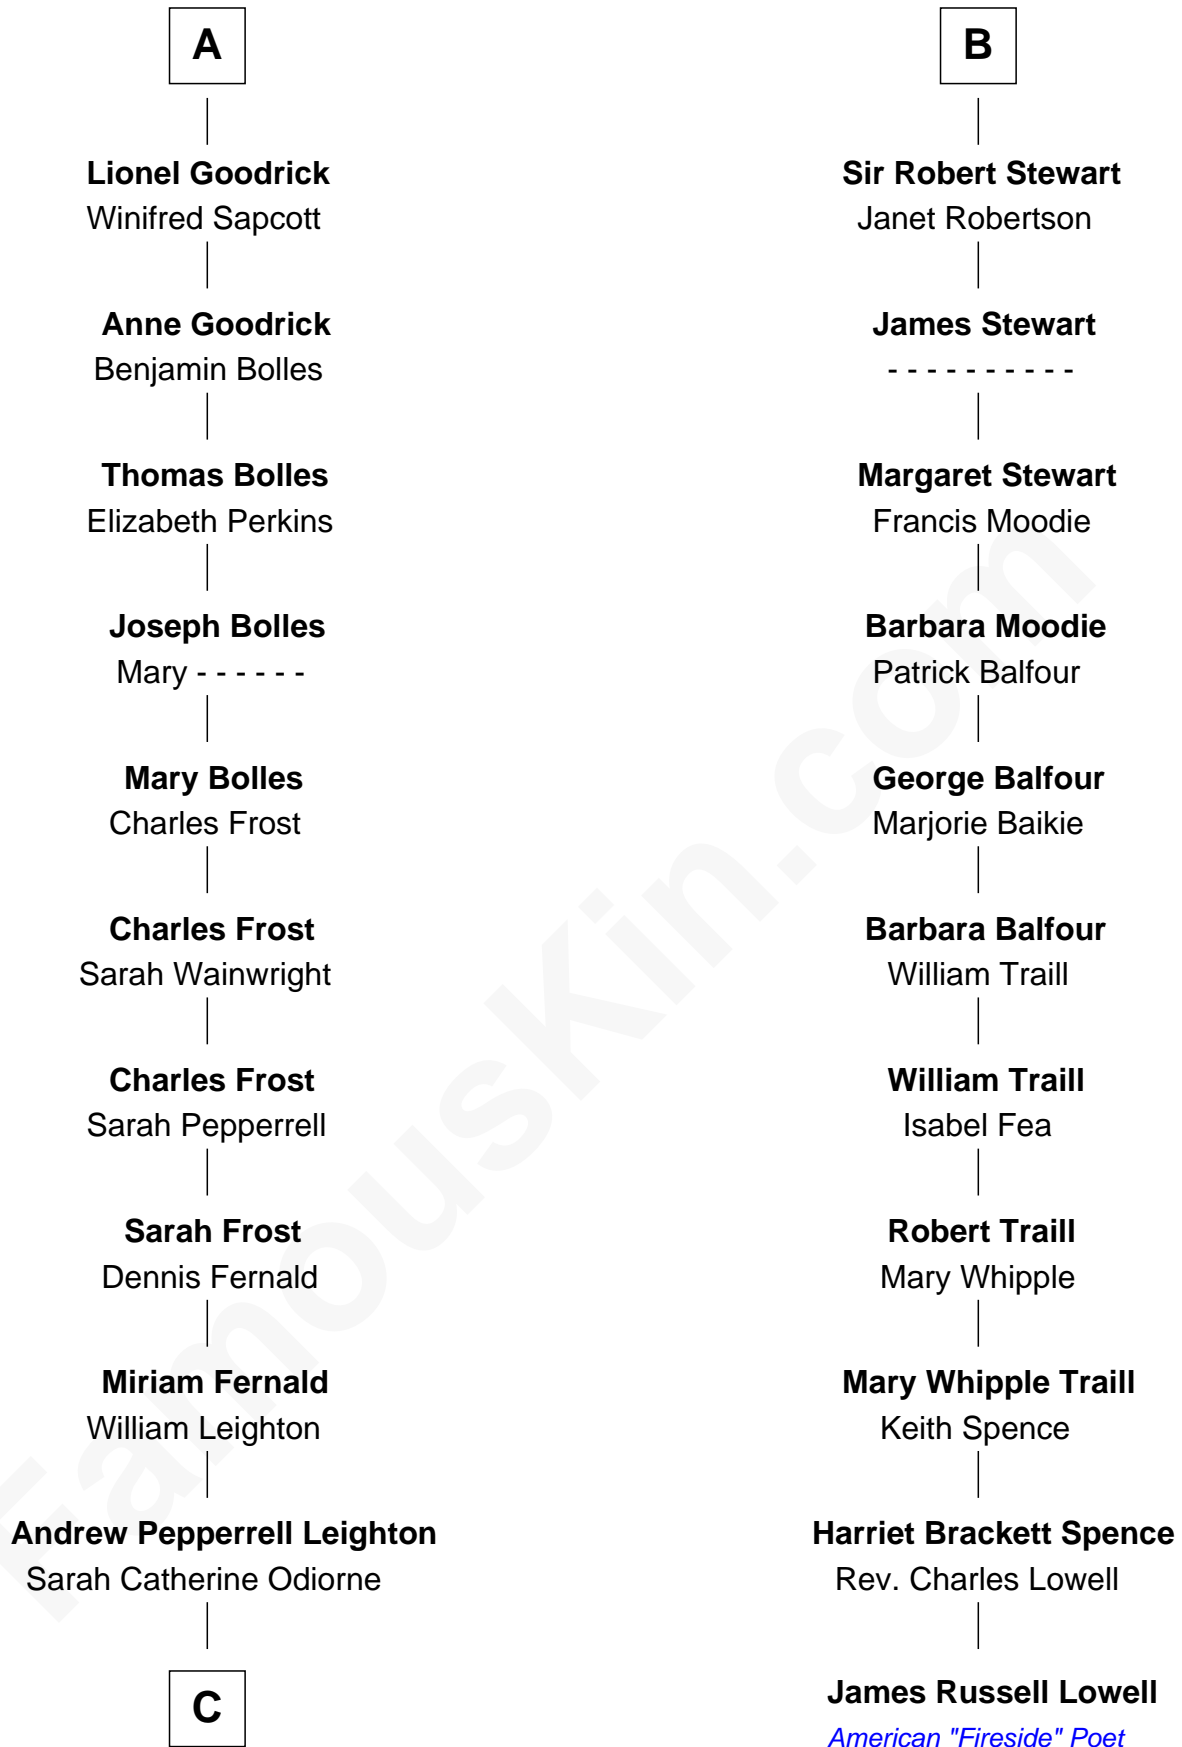 A
Lionel Goodrick
Winifred Sapcott
Anne Goodrick
Benjamin Bolles
Thomas Bolles
Elizabeth Perkins
Joseph Bolles
Mary - - - - - -
Mary Bolles
Charles Frost
Charles Frost
Sarah Wainwright
Charles Frost
Sarah Pepperrell
Sarah Frost
Dennis Fernald
Miriam Fernald
William Leighton
Andrew Pepperrell Leighton
Sarah Catherine Odiorne
C
B
Sir Robert Stewart
Janet Robertson
James Stewart
- - - - - - - - - -
Margaret Stewart
Francis Moodie
Barbara Moodie
Patrick Balfour
George Balfour
Marjorie Baikie
Barbara Balfour
William Traill
William Traill
Isabel Fea
Robert Traill
Mary Whipple
Mary Whipple Traill
Keith Spence
Harriet Brackett Spence
Rev. Charles Lowell
James Russell Lowell
American "Fireside" Poet
FamousKin.com